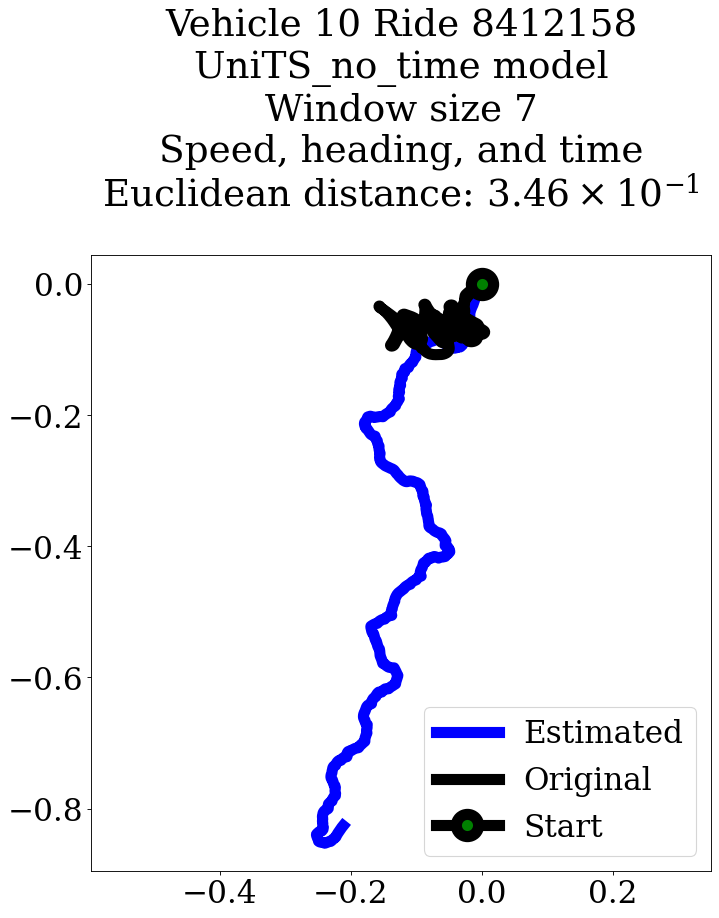 Vehicle 10 Ride 8412158
UniTS_no_time model
Window size 7
Speed, heading, and time
Euclidean distance: 3.46 × 10⁻¹
0.0
−0.2
−0.4
−0.6
−0.8
−0.4
−0.2
0.0
0.2
Estimated
Original
Start